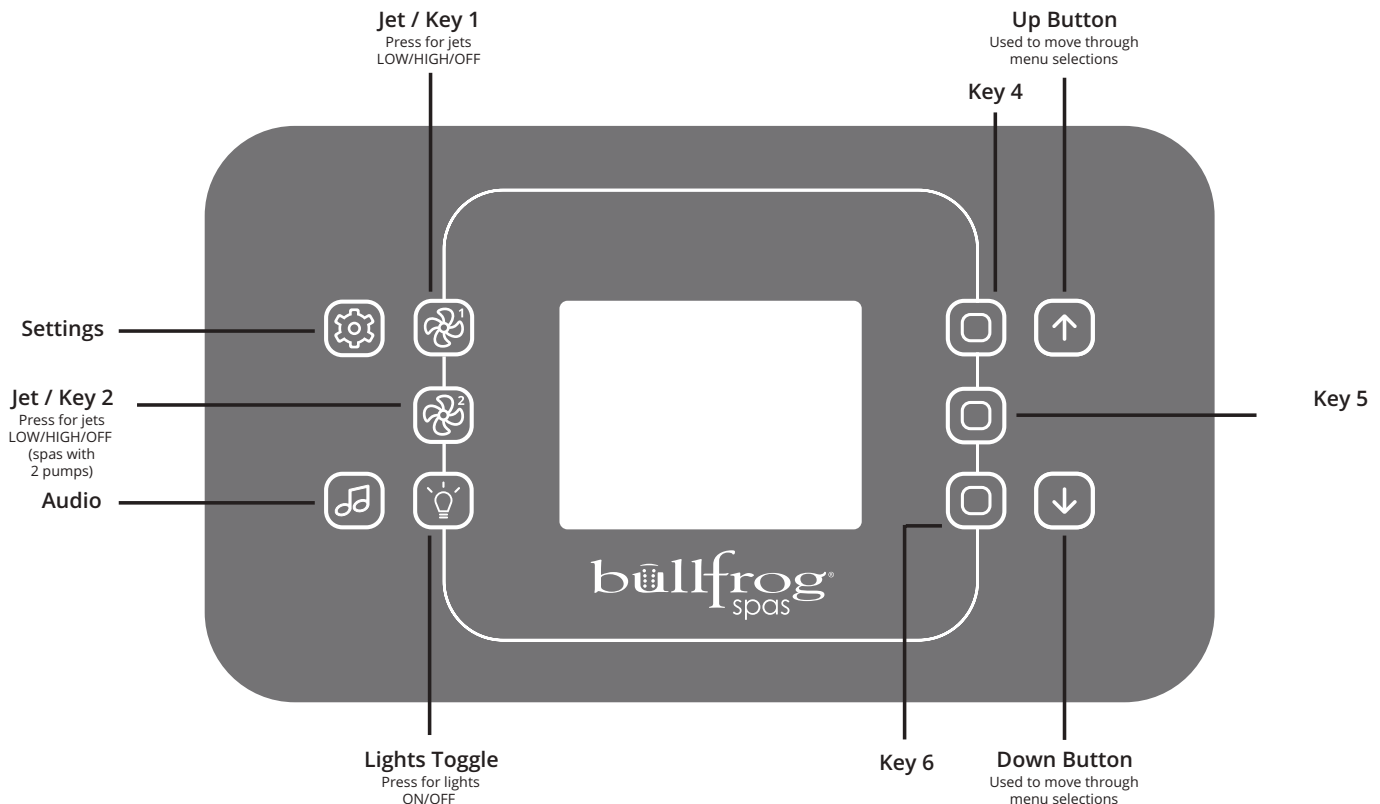 Jet / Key 1
Press for jets
LOW/HIGH/OFF
Up Button
Used to move through
menu selections
Key 4
Settings
1
Jet / Key 2
Press for jets
LOW/HIGH/OFF
(spas with
2 pumps)
2
Key 5
Audio
bullfrog®
spas
Lights Toggle
Press for lights
ON/OFF
Key 6
Down Button
Used to move through
menu selections